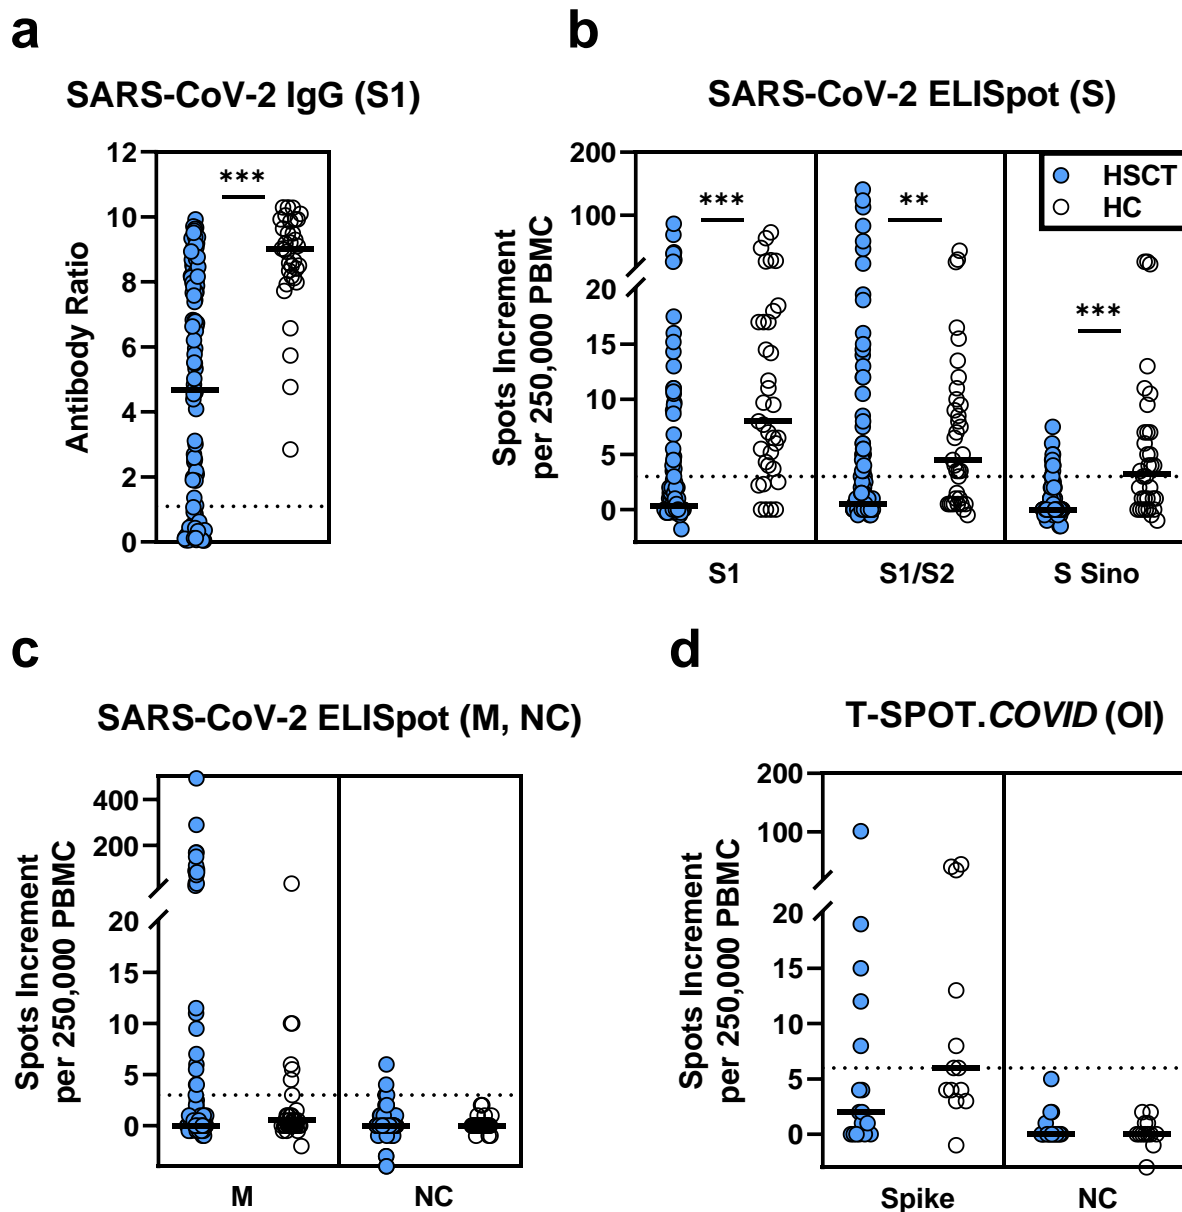 a
SARS-CoV-2 IgG (S1)
Antibody Ratio
12
10
8
6
4
2
0
***
b
SARS-CoV-2 ELISpot (S)
Spots Increment
per 250,000 PBMC
200
100
20
15
10
5
0
***
**
***
HSCT
HC
S1
S1/S2
S Sino
c
SARS-CoV-2 ELISpot (M, NC)
Spots Increment
per 250,000 PBMC
400
200
20
15
10
5
0
M
NC
d
T-SPOT.COVID (OI)
Spots Increment
per 250,000 PBMC
200
100
20
15
10
5
0
Spike
NC